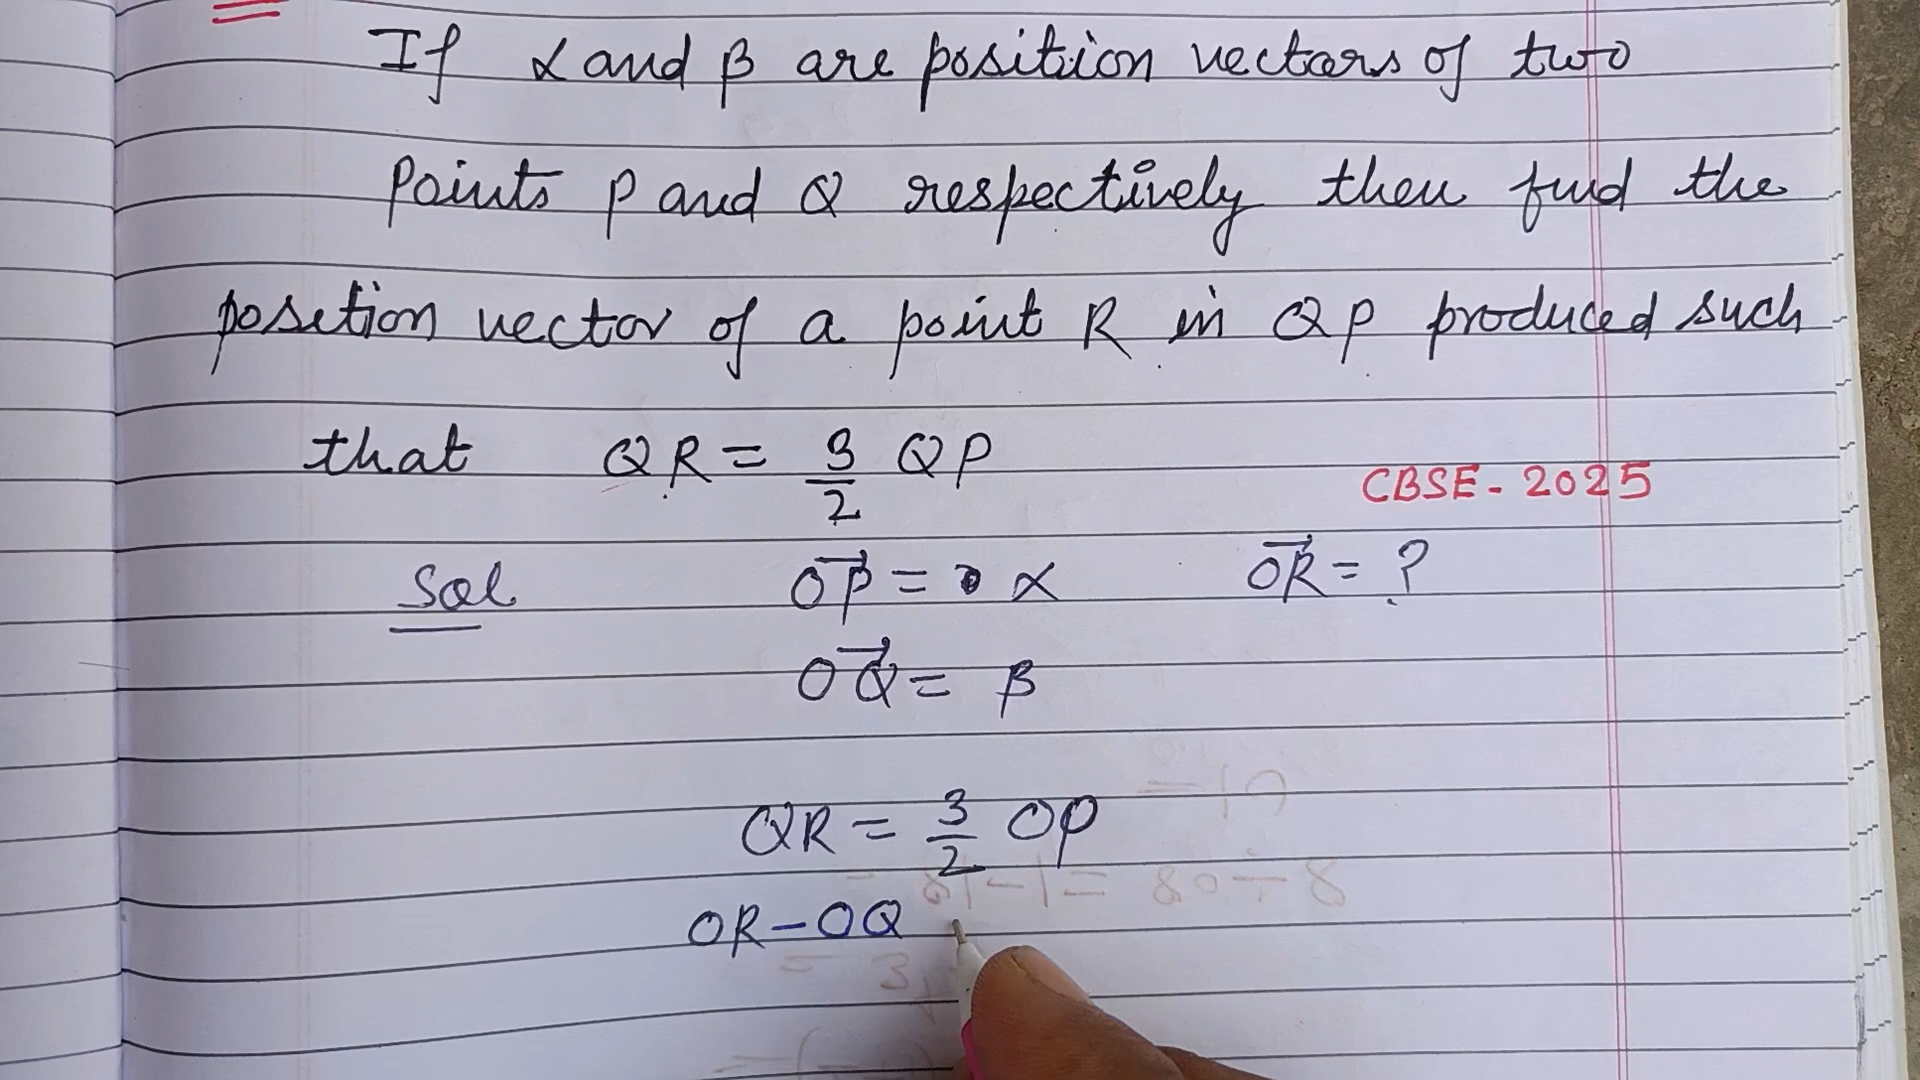 If α and β are position vectors of two
Points P and Q respectively then find the
position vector of a point R in QP produced such
that QR = 3/2 QP
CBSE - 2025
Sol OP⃗ = α OR⃗ = ?
OQ⃗ = β
QR = 3/2 OP
OR - OQ